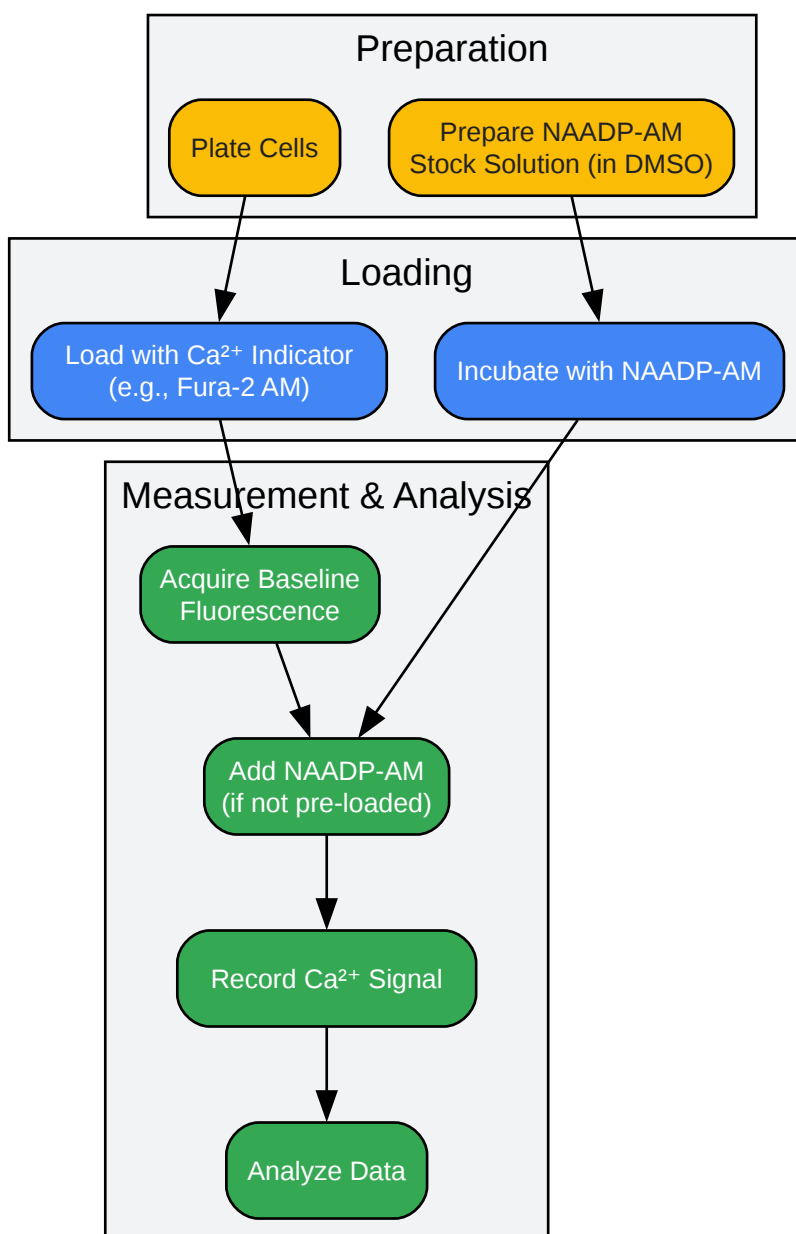 Preparation
Plate Cells
Prepare NAADP-AM
Stock Solution (in DMSO)
Loading
Load with Ca²⁺ Indicator
(e.g., Fura-2 AM)
Incubate with NAADP-AM
Measurement & Analysis
Acquire Baseline
Fluorescence
Add NAADP-AM
(if not pre-loaded)
Record Ca²⁺ Signal
Analyze Data